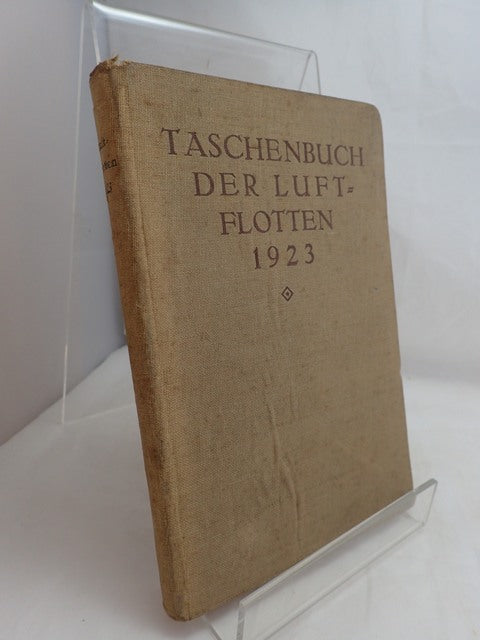 TASCHENBUCH
DER LUFT=
FLOTTEN
1923